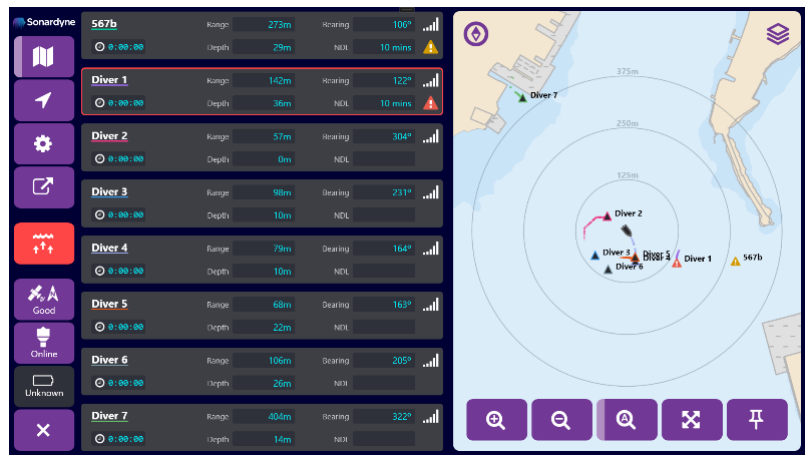 Sonardyne
Good
Online
Unknown
567b Range 273m Bearing 106°
0:00:00 Depth 29m NDL 10 mins
Diver 1 Range 142m Bearing 122°
0:00:00 Depth 36m NDL 10 mins
Diver 2 Range 57m Bearing 304°
0:00:00 Depth 0m NDL
Diver 3 Range 98m Bearing 231°
0:00:00 Depth 10m NDL
Diver 4 Range 79m Bearing 164°
0:00:00 Depth 10m NDL
Diver 5 Range 68m Bearing 163°
0:00:00 Depth 22m NDL
Diver 6 Range 106m Bearing 205°
0:00:00 Depth 26m NDL
Diver 7 Range 404m Bearing 322°
0:00:00 Depth 14m NDL
375m
Diver 7
250m
125m
Diver 2
Diver 3 Diver 5 Diver 1 567b
Diver 4
Diver 6